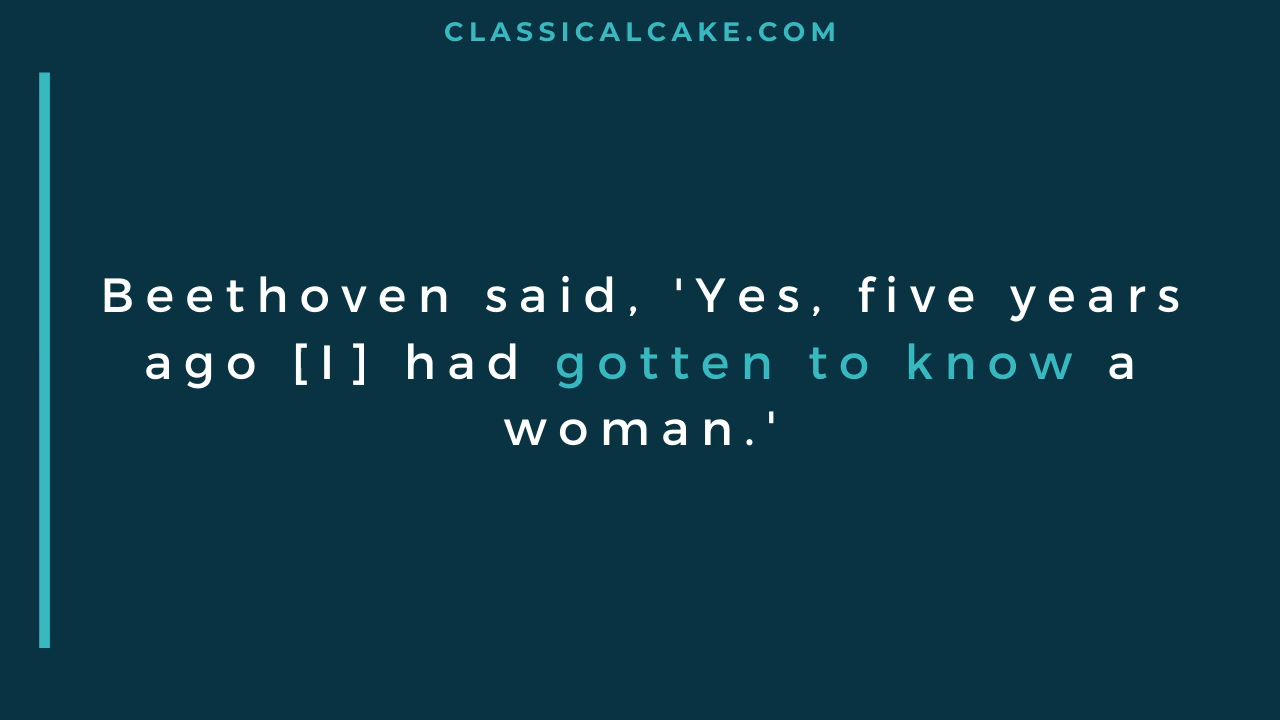 CLASSICALCAKE.COM
Beethoven said, 'Yes, five years
ago [I] had gotten to know a
woman.'